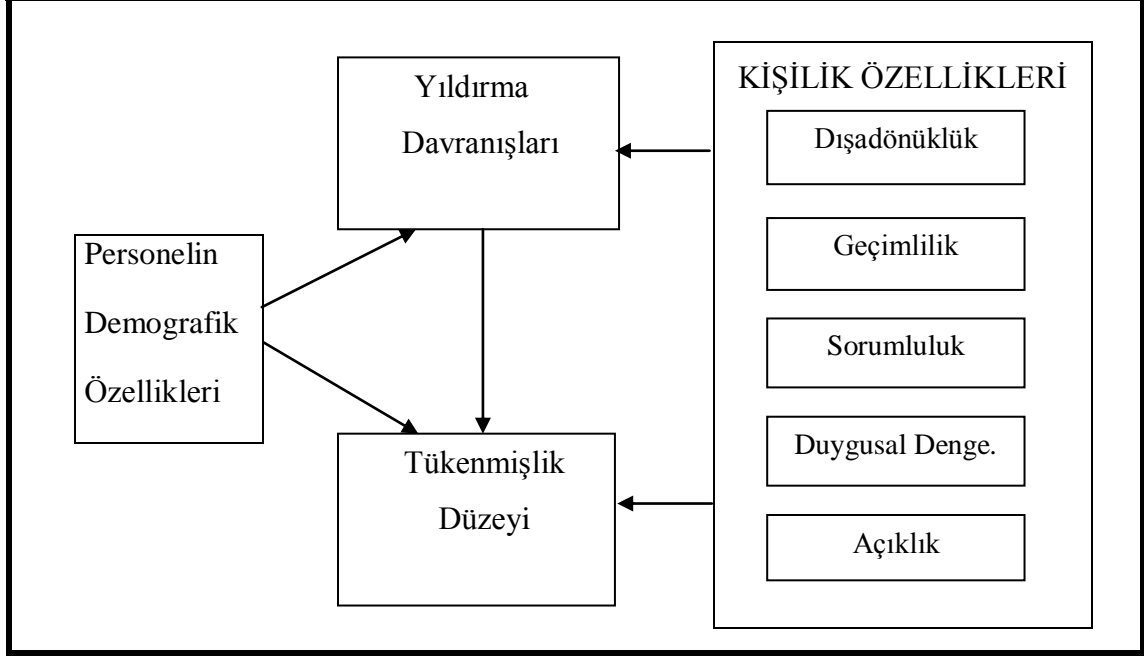 Yıldırma
Davranışları
Personelin
Demografik
Özellikleri
Tükenmişlik
Düzeyi
KİŞİLİK ÖZELLİKLERİ
Dışadönüklük
Geçimlilik
Sorumluluk
Duygusal Denge.
Açıklık